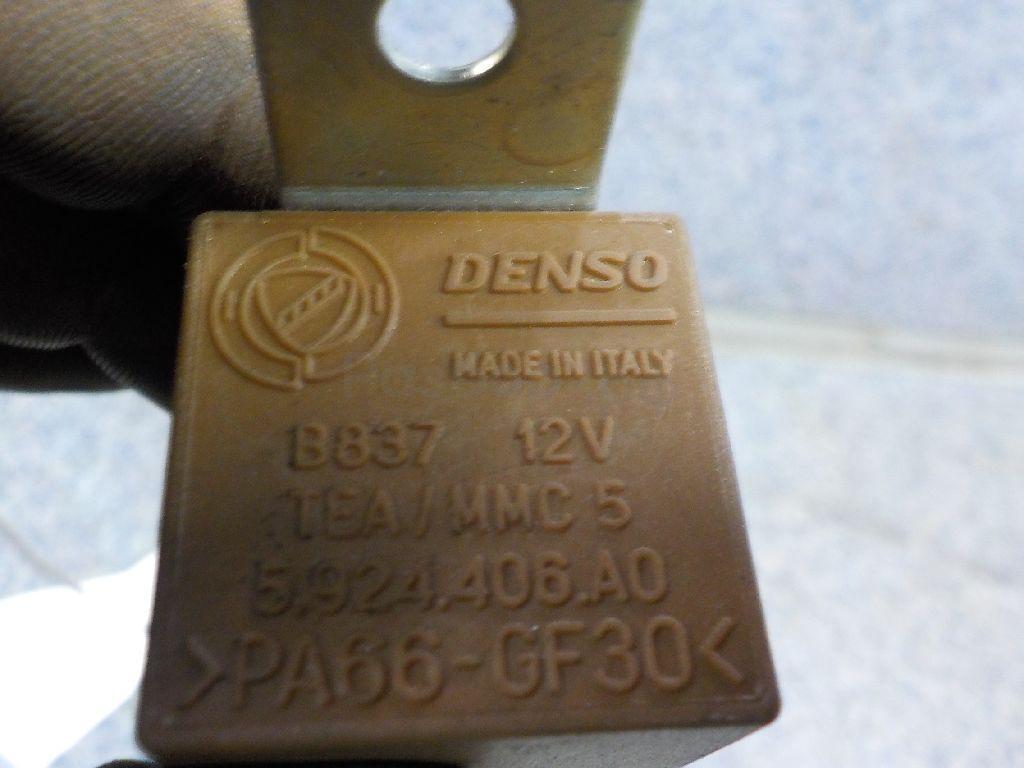 DENSO
MADE IN ITALY
B837 12V
TEA/MMC 5
5.924.406.A0
>PA66-GF30<